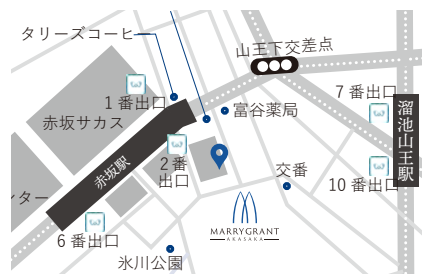 タリーズコーヒー
山王下交差点
1番出口
富谷薬局
7番出口
赤坂サカス
溜池山王駅
2番
出口
赤坂駅
交番
10番出口
ンター
MARRYGRANT
AKASAKA
6番出口
氷川公園